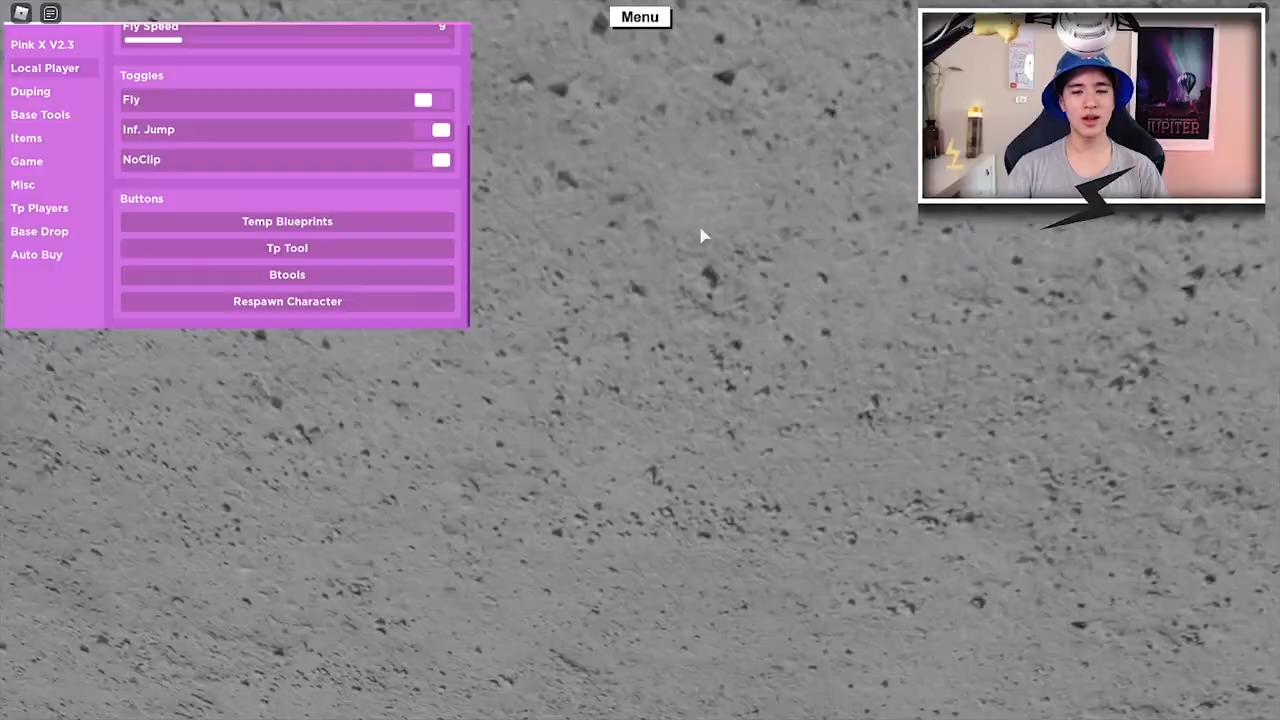 Menu
Fly Speed 9
Pink X V2.3
Local Player
Duping
Base Tools
Items
Game
Misc
Tp Players
Base Drop
Auto Buy
Toggles
Fly
Inf. Jump
NoClip
Buttons
Temp Blueprints
Tp Tool
Btools
Respawn Character
JUPITER